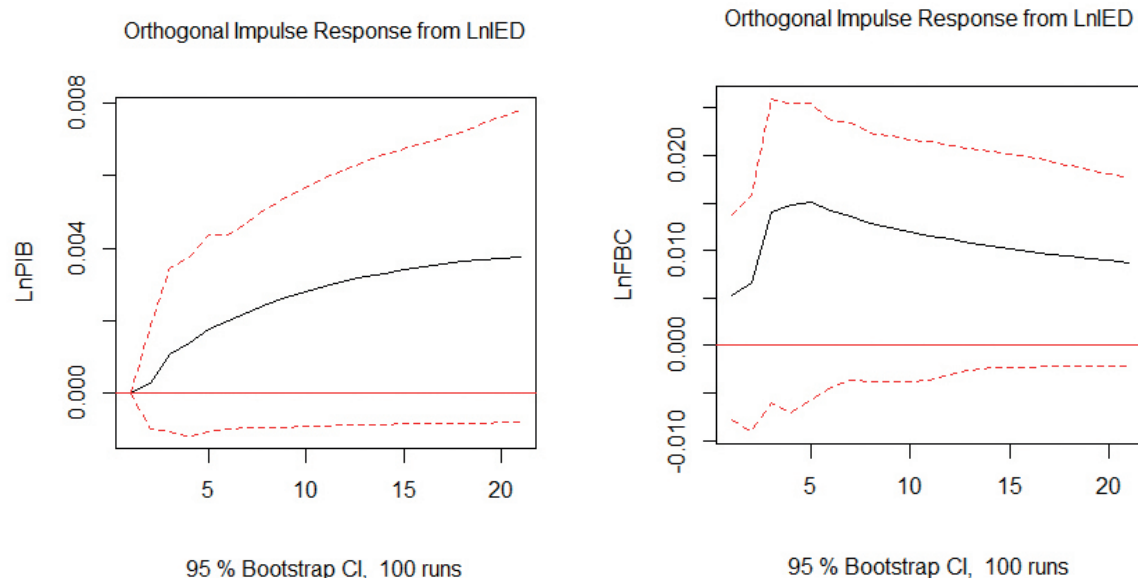 Orthogonal Impulse Response from LnIED
LnPIB
0.008
0.004
0.000
5 10 15 20
95 % Bootstrap CI, 100 runs
Orthogonal Impulse Response from LnIED
LnFBC
0.020
0.010
0.000
-0.010
5 10 15 20
95 % Bootstrap CI, 100 runs